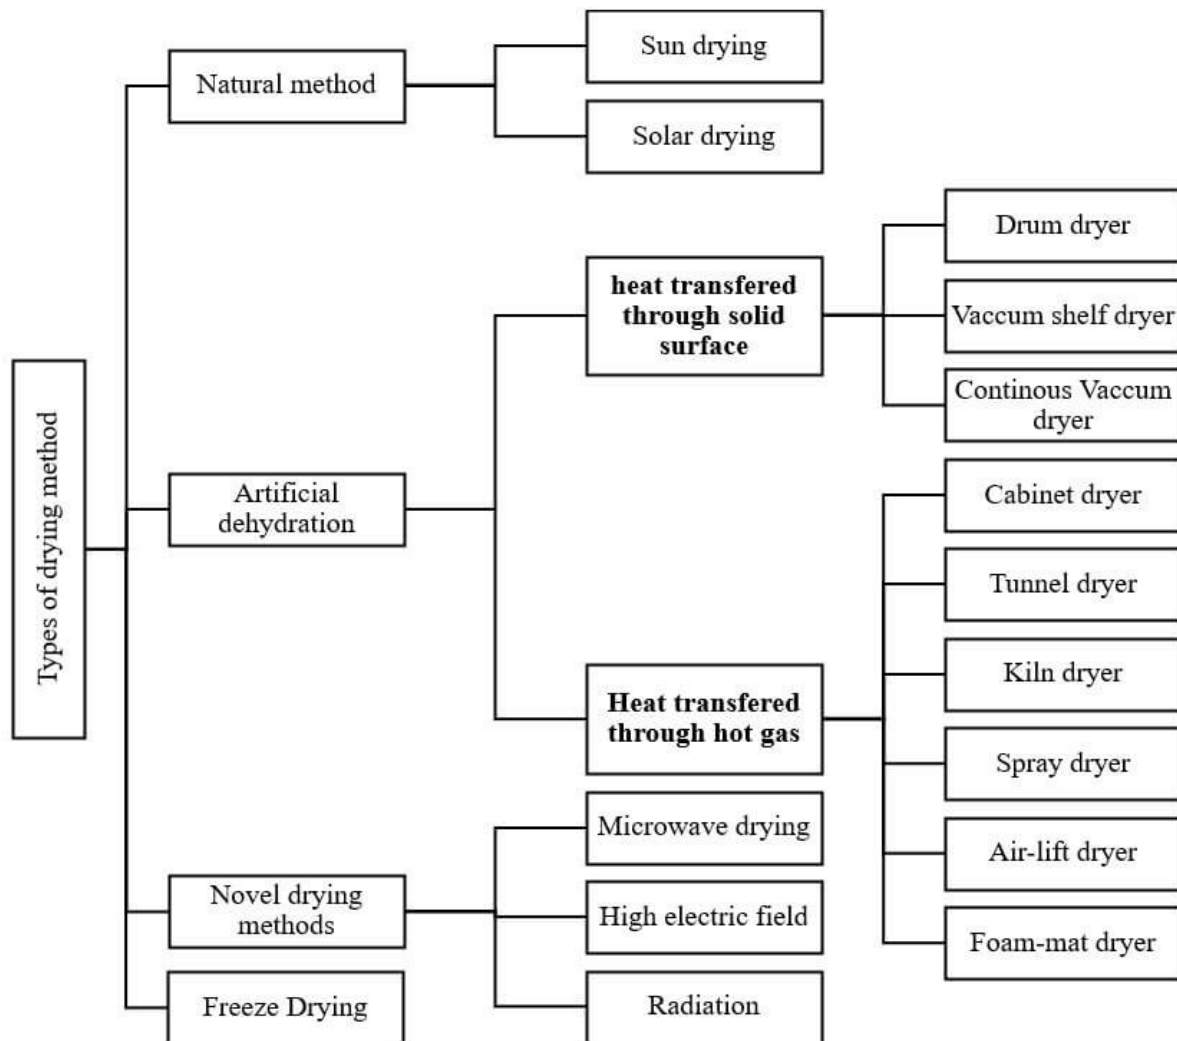 Types of drying method
Natural method
Sun drying
Solar drying
Artificial
dehydration
heat transfered
through solid
surface
Drum dryer
Vaccum shelf dryer
Continous Vaccum
dryer
Heat transfered
through hot gas
Cabinet dryer
Tunnel dryer
Kiln dryer
Spray dryer
Air-lift dryer
Foam-mat dryer
Novel drying
methods
Microwave drying
High electric field
Radiation
Freeze Drying